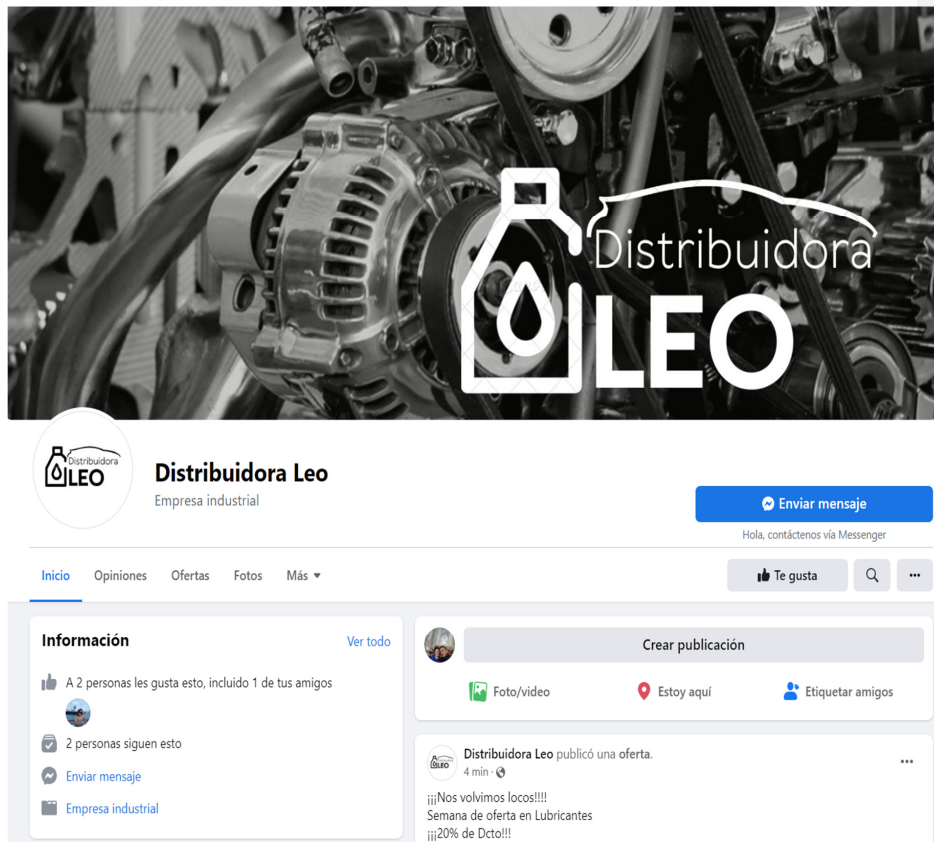 Distribuidora
LEO
Distribuidora
LEO
Distribuidora Leo
Empresa industrial
Enviar mensaje
Hola, contáctenos vía Messenger
Inicio
Opiniones
Ofertas
Fotos
Más
Te gusta
Información
Ver todo
A 2 personas les gusta esto, incluido 1 de tus amigos
2 personas siguen esto
Enviar mensaje
Empresa industrial
Crear publicación
Foto/video
Estoy aquí
Etiquetar amigos
LEO
Distribuidora Leo publicó una oferta.
4 min ·
¡¡¡Nos volvimos locos!!!!
Semana de oferta en Lubricantes
¡¡¡20% de Dcto!!!